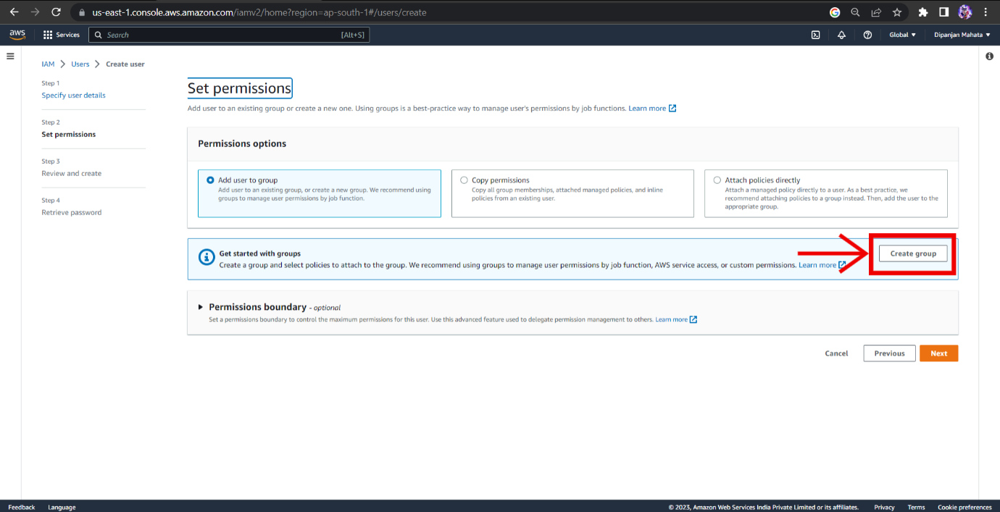 us-east-1.console.aws.amazon.com/iamv2/home?region=ap-south-1#/users/create
aws Services Search [Alt+S] Global Dipanjan Mahata
IAM Users Create user
Step 1
Specify user details
Step 2
Set permissions
Step 3
Review and create
Step 4
Retrieve password
Set permissions
Add user to an existing group or create a new one. Using groups is a best-practice way to manage user's permissions by job functions. Learn more
Permissions options
Add user to group
Add user to an existing group, or create a new group. We recommend using
groups to manage user permissions by job function.
Copy permissions
Copy all group memberships, attached managed policies, and inline
policies from an existing user.
Attach policies directly
Attach a managed policy directly to a user. As a best practice, we
recommend attaching policies to a group instead. Then, add the user to the
appropriate group.
Get started with groups
Create a group and select policies to attach to the group. We recommend using groups to manage user permissions by job function, AWS service access, or custom permissions. Learn more
Create group
Permissions boundary - optional
Set a permissions boundary to control the maximum permissions for this user. Use this advanced feature used to delegate permission management to others. Learn more
Cancel Previous Next
Feedback Language © 2023, Amazon Web Services India Private Limited or its affiliates. Privacy Terms Cookie preferences